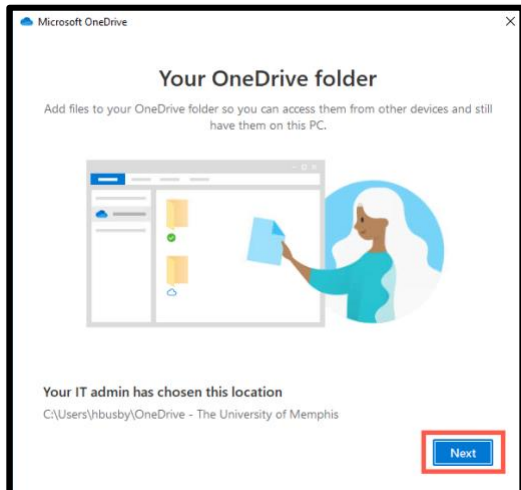 Microsoft OneDrive
Your OneDrive folder
Add files to your OneDrive folder so you can access them from other devices and still
have them on this PC.
Your IT admin has chosen this location
C:\Users\hbusby\OneDrive - The University of Memphis
Next